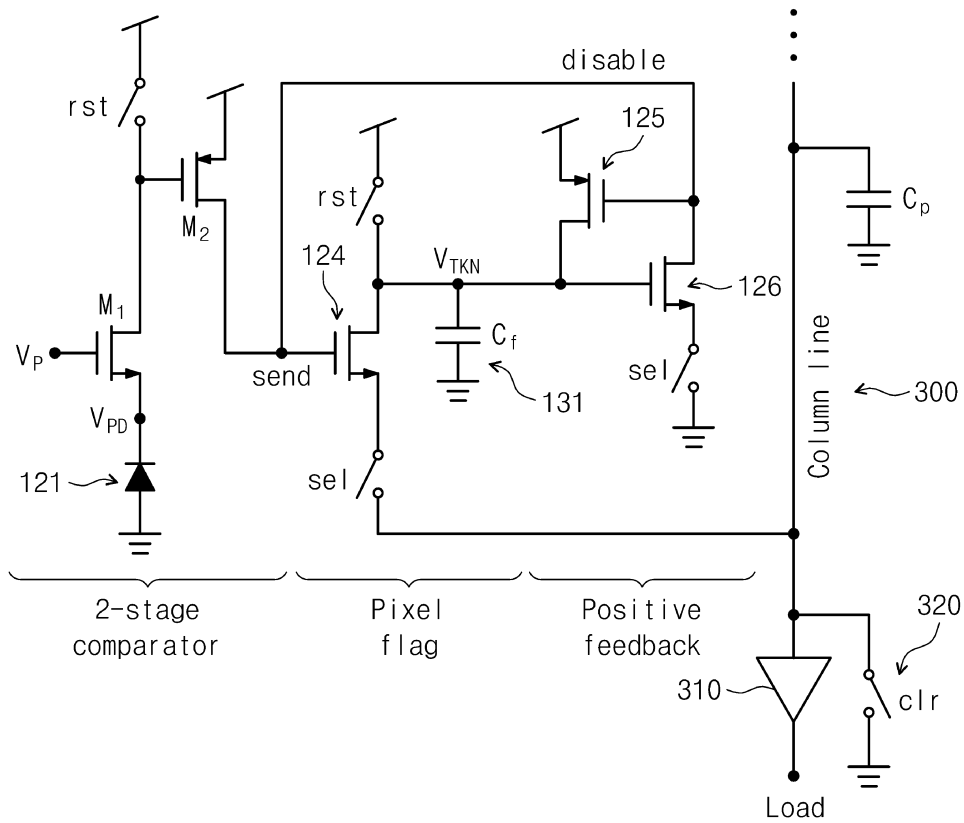 disable
rst
125
M2
rst
Cp
124
VTKN
126
M1
Cf
VP
send
sel
131
Column line
300
VPD
121
sel
2-stage
comparator
Pixel
flag
Positive
feedback
320
310
clr
Load